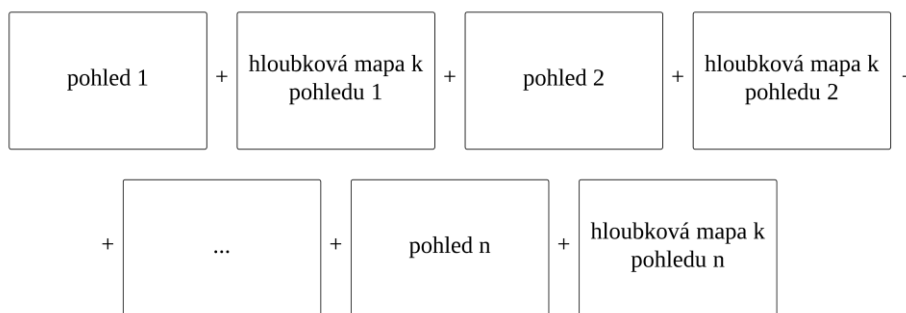 pohled 1 + hloubková mapa k pohledu 1 + pohled 2 + hloubková mapa k pohledu 2 +
+ ... + pohled n + hloubková mapa k pohledu n